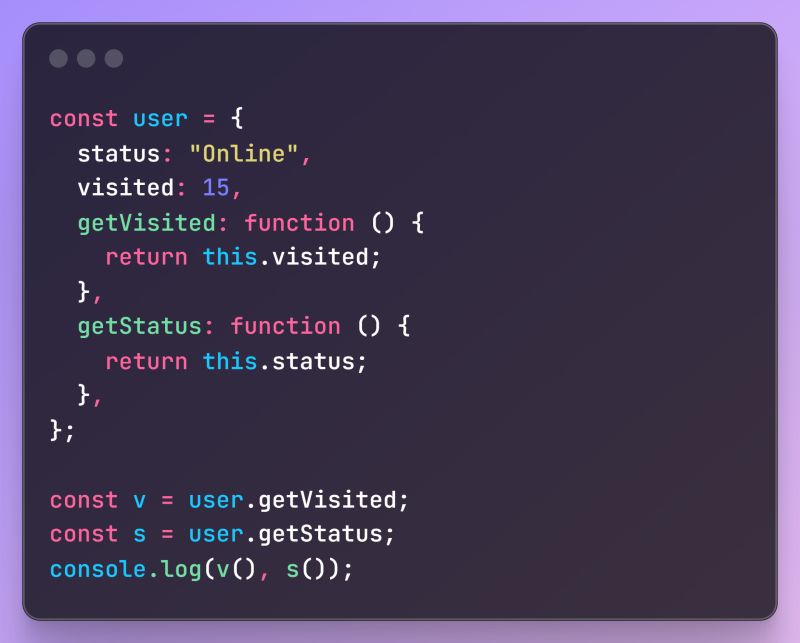 const user = {
  status: "Online",
  visited: 15,
  getVisited: function () {
    return this.visited;
  },
  getStatus: function () {
    return this.status;
  },
};

const v = user.getVisited;
const s = user.getStatus;
console.log(v(), s());